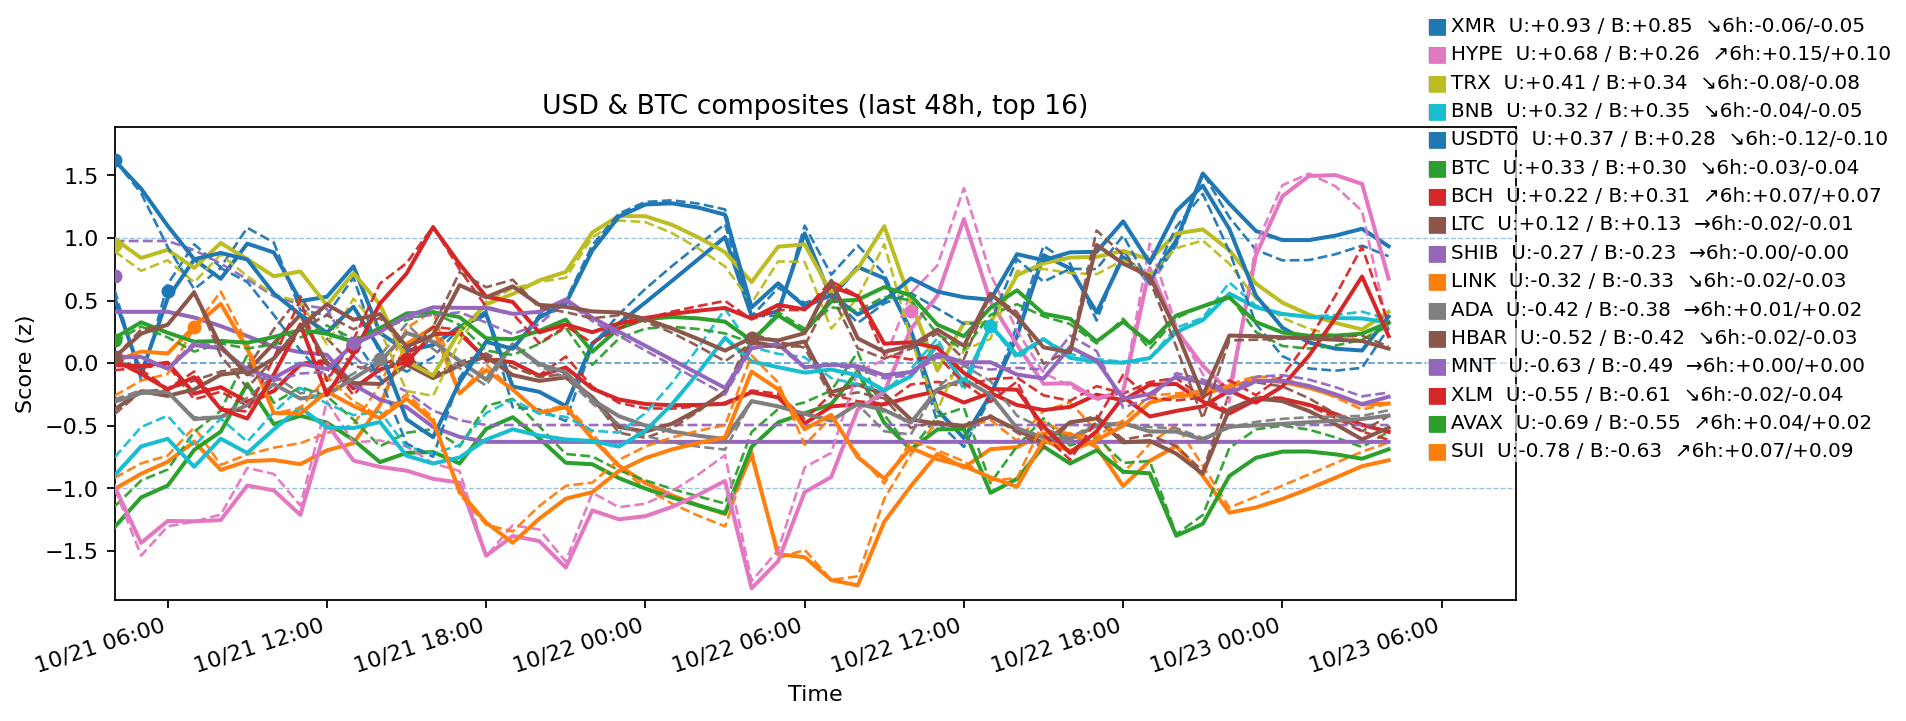 XMR  U:+0.93 / B:+0.85  ↘6h:-0.06/-0.05
HYPE  U:+0.68 / B:+0.26  ↗6h:+0.15/+0.10
TRX  U:+0.41 / B:+0.34  ↘6h:-0.08/-0.08
USD & BTC composites (last 48h, top 16)
BNB  U:+0.32 / B:+0.35  ↘6h:-0.04/-0.05
USDT0  U:+0.37 / B:+0.28  ↘6h:-0.12/-0.10
BTC  U:+0.33 / B:+0.30  ↘6h:-0.03/-0.04
BCH  U:+0.22 / B:+0.31  ↗6h:+0.07/+0.07
LTC  U:+0.12 / B:+0.13  →6h:-0.02/-0.01
SHIB  U:-0.27 / B:-0.23  →6h:-0.00/-0.00
LINK  U:-0.32 / B:-0.33  ↘6h:-0.02/-0.03
ADA  U:-0.42 / B:-0.38  →6h:+0.01/+0.02
HBAR  U:-0.52 / B:-0.42  ↘6h:-0.02/-0.03
MNT  U:-0.63 / B:-0.49  →6h:+0.00/+0.00
XLM  U:-0.55 / B:-0.61  ↘6h:-0.02/-0.04
AVAX  U:-0.69 / B:-0.55  ↗6h:+0.04/+0.02
SUI  U:-0.78 / B:-0.63  ↗6h:+0.07/+0.09
Score (z)
1.5
1.0
0.5
0.0
−0.5
−1.0
−1.5
10/21 06:00
10/21 12:00
10/21 18:00
10/22 00:00
10/22 06:00
10/22 12:00
10/22 18:00
10/23 00:00
10/23 06:00
Time